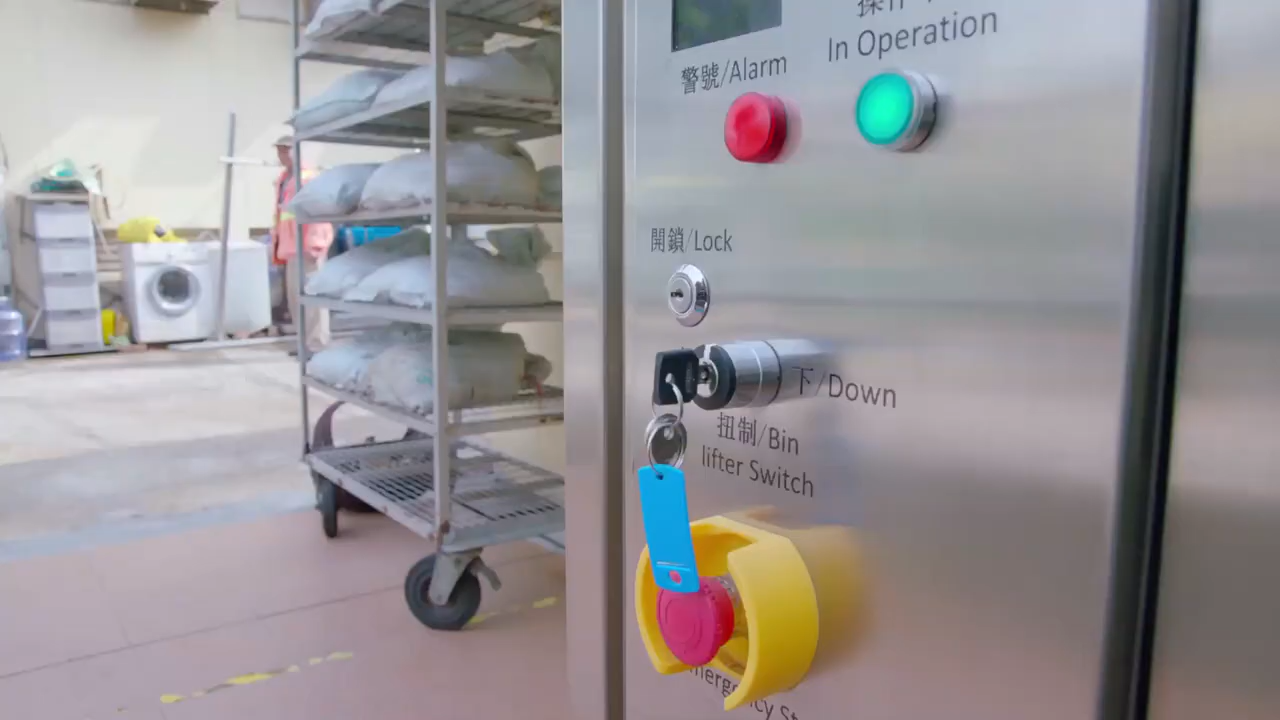 In Operation
警號/Alarm
開鎖/Lock
下/Down
扭制/Bin
lifter Switch